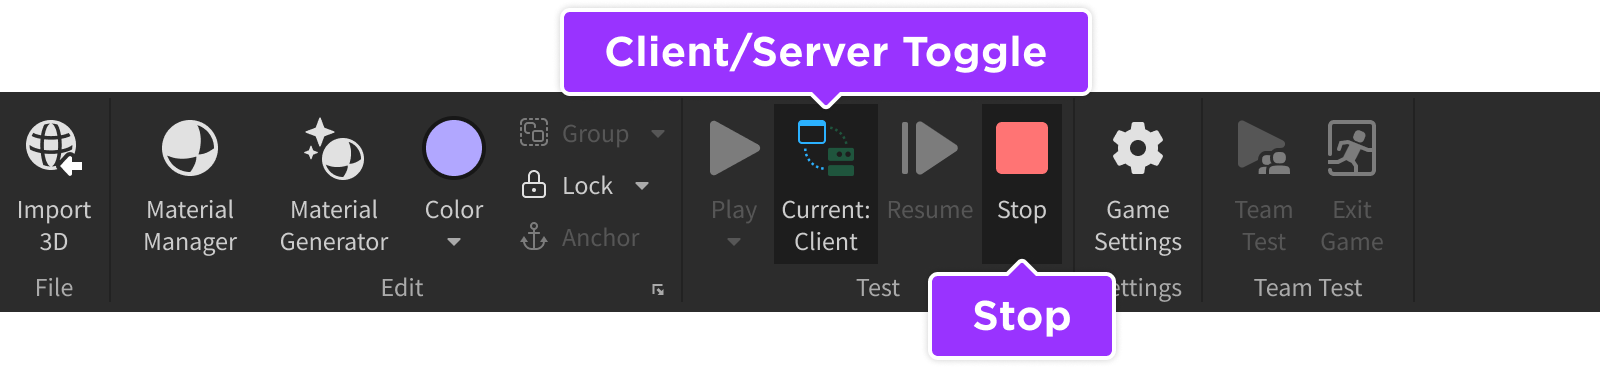 Client/Server Toggle
Import
3D
Material
Manager
Material
Generator
Color
Group
Lock
Anchor
Play
Current:
Client
Resume
Stop
Game
Settings
Team
Test
Exit
Game
File
Edit
Test
ettings
Team Test
Stop